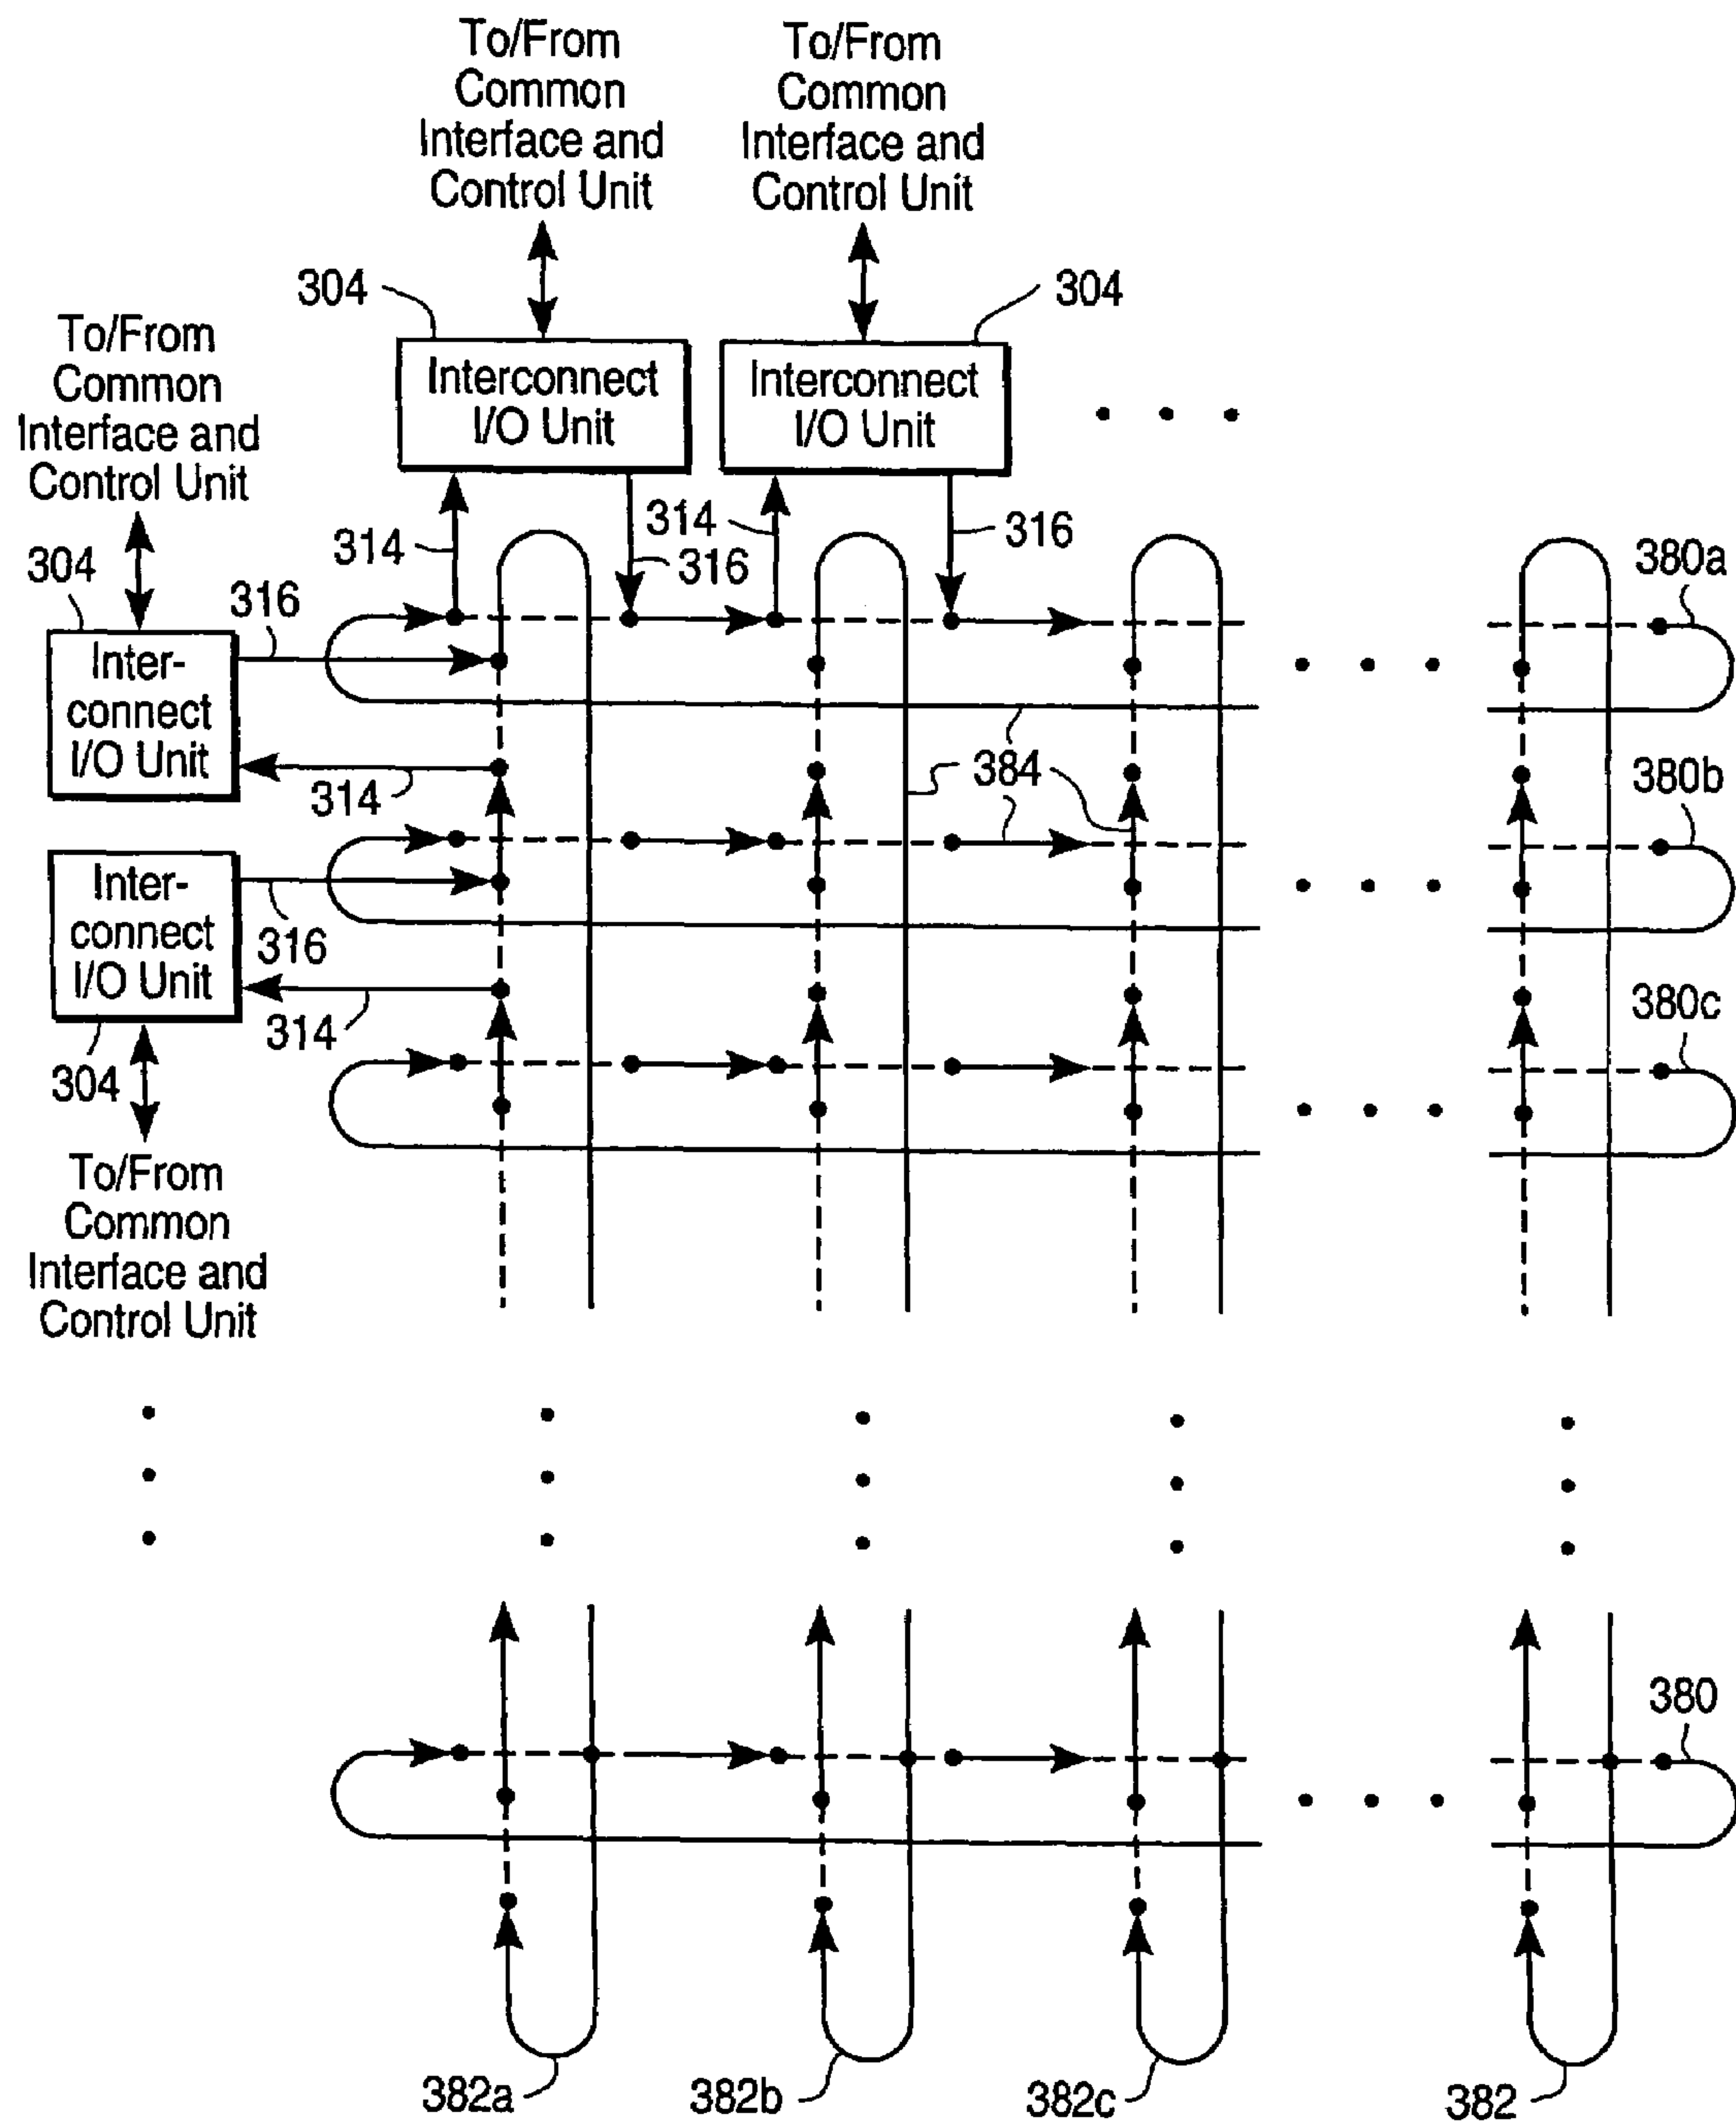 To/From
Common
Interface and
Control Unit
To/From
Common
Interface and
Control Unit
304
304
To/From
Common
Interface and
Control Unit
Interconnect
I/O Unit
Interconnect
I/O Unit
304
316
314
316
314
316
380a
Inter-
connect
I/O Unit
314
384
380b
Inter-
connect
I/O Unit
316
314
380c
304
To/From
Common
Interface and
Control Unit
380
382a
382b
382c
382